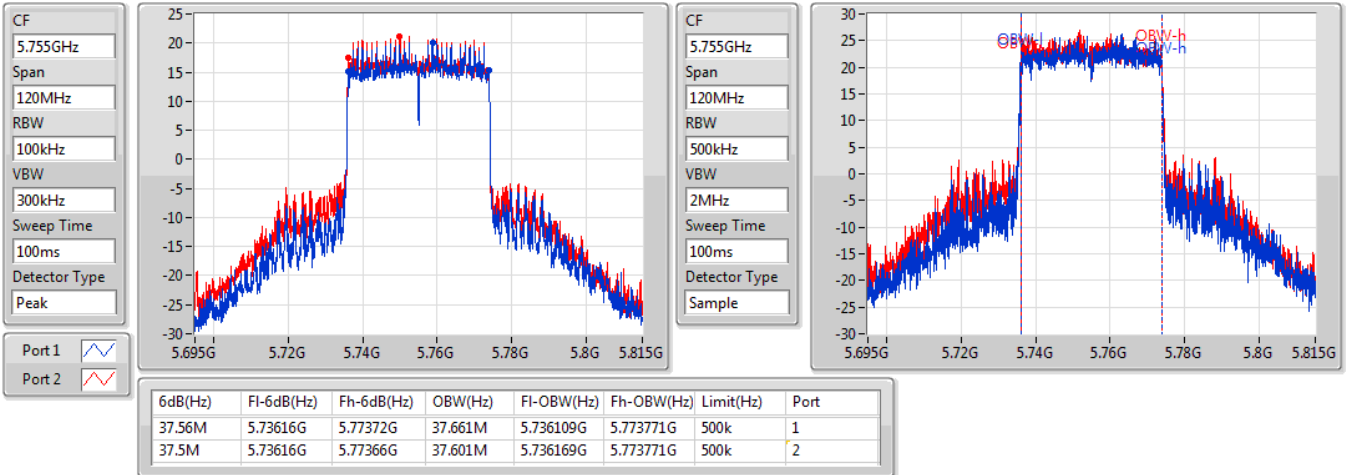 CF
5.755GHz
Span
120MHz
RBW
100kHz
VBW
300kHz
Sweep Time
100ms
Detector Type
Peak
Port 1
Port 2
25
20
15
10
5
0
-5
-10
-15
-20
-25
-30
5.695G 5.72G 5.74G 5.76G 5.78G 5.8G 5.815G
CF
5.755GHz
Span
120MHz
RBW
500kHz
VBW
2MHz
Sweep Time
100ms
Detector Type
Sample
30
25
20
15
10
5
0
-5
-10
-15
-20
-25
-30
OBW-h
OBW-h
5.695G 5.72G 5.74G 5.76G 5.78G 5.8G 5.815G
6dB(Hz) Fl-6dB(Hz) Fh-6dB(Hz) OBW(Hz) Fl-OBW(Hz) Fh-OBW(Hz) Limit(Hz) Port
37.56M 5.73616G 5.77372G 37.661M 5.736109G 5.773771G 500k 1
37.5M 5.73616G 5.77366G 37.601M 5.736169G 5.773771G 500k 2